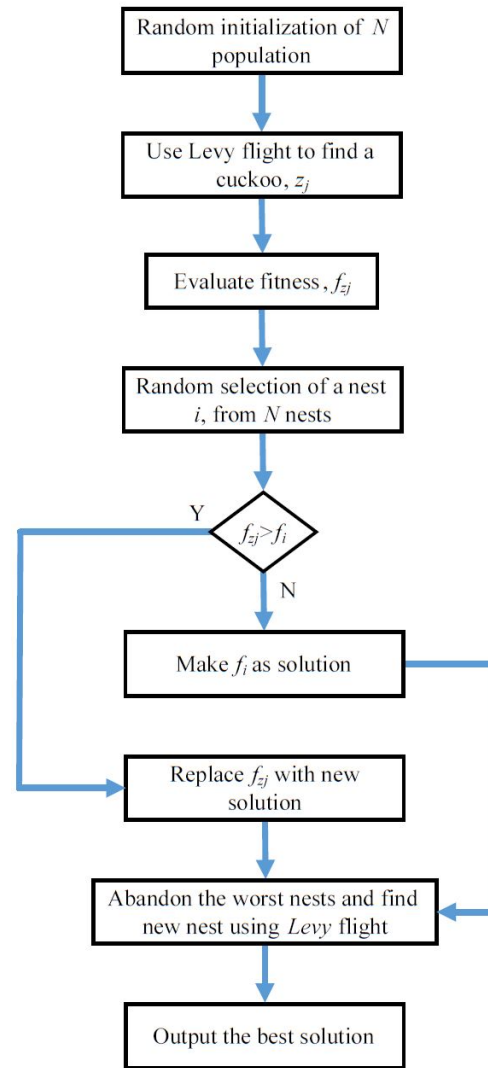 Random initialization of N
population
Use Levy flight to find a
cuckoo, zj
Evaluate fitness , fzj
Random selection of a nest
i, from N nests
Y
fzj>fi
N
Make fi as solution
Replace fzj with new
solution
Abandon the worst nests and find
new nest using Levy flight
Output the best solution